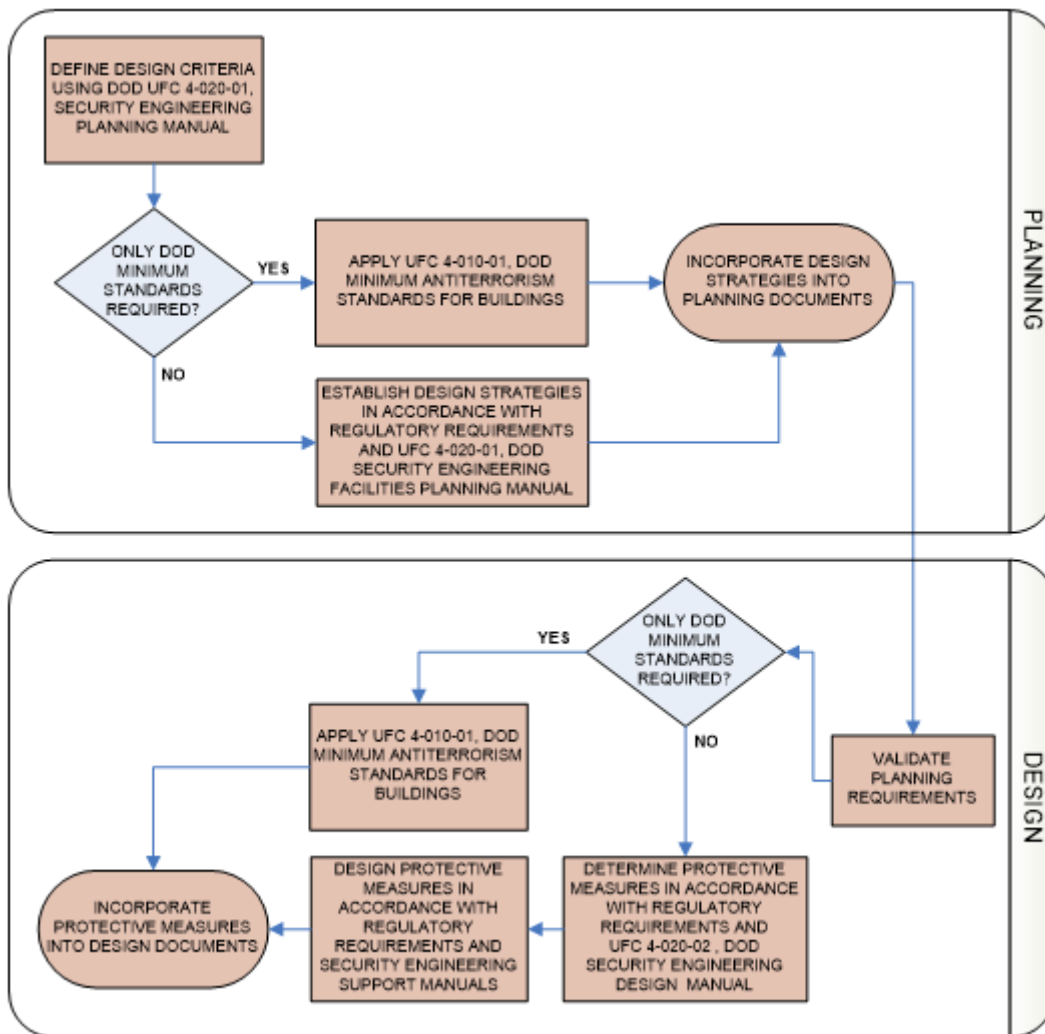 DEFINE DESIGN CRITERIA
USING DOD UFC 4-020-01,
SECURITY ENGINEERING
PLANNING MANUAL
ONLY DOD
MINIMUM
STANDARDS
REQUIRED?
YES
APPLY UFC 4-010-01, DOD
MINIMUM ANTITERRORISM
STANDARDS FOR BUILDINGS
INCORPORATE DESIGN
STRATEGIES INTO
PLANNING DOCUMENTS
NO
ESTABLISH DESIGN STRATEGIES
IN ACCORDANCE WITH
REGULATORY REQUIREMENTS
AND UFC 4-020-01, DOD
SECURITY ENGINEERING
FACILITIES PLANNING MANUAL
PLANNING
ONLY DOD
MINIMUM
STANDARDS
REQUIRED?
YES
APPLY UFC 4-010-01, DOD
MINIMUM ANTITERRORISM
STANDARDS FOR
BUILDINGS
NO
VALIDATE
PLANNING
REQUIREMENTS
INCORPORATE
PROTECTIVE MEASURES
INTO DESIGN DOCUMENTS
DESIGN PROTECTIVE
MEASURES IN
ACCORDANCE WITH
REGULATORY
REQUIREMENTS AND
SECURITY ENGINEERING
SUPPORT MANUALS
DETERMINE PROTECTIVE
MEASURES IN ACCORDANCE
WITH REGULATORY
REQUIREMENTS AND
UFC 4-020-02 , DOD
SECURITY ENGINEERING
DESIGN MANUAL
DESIGN